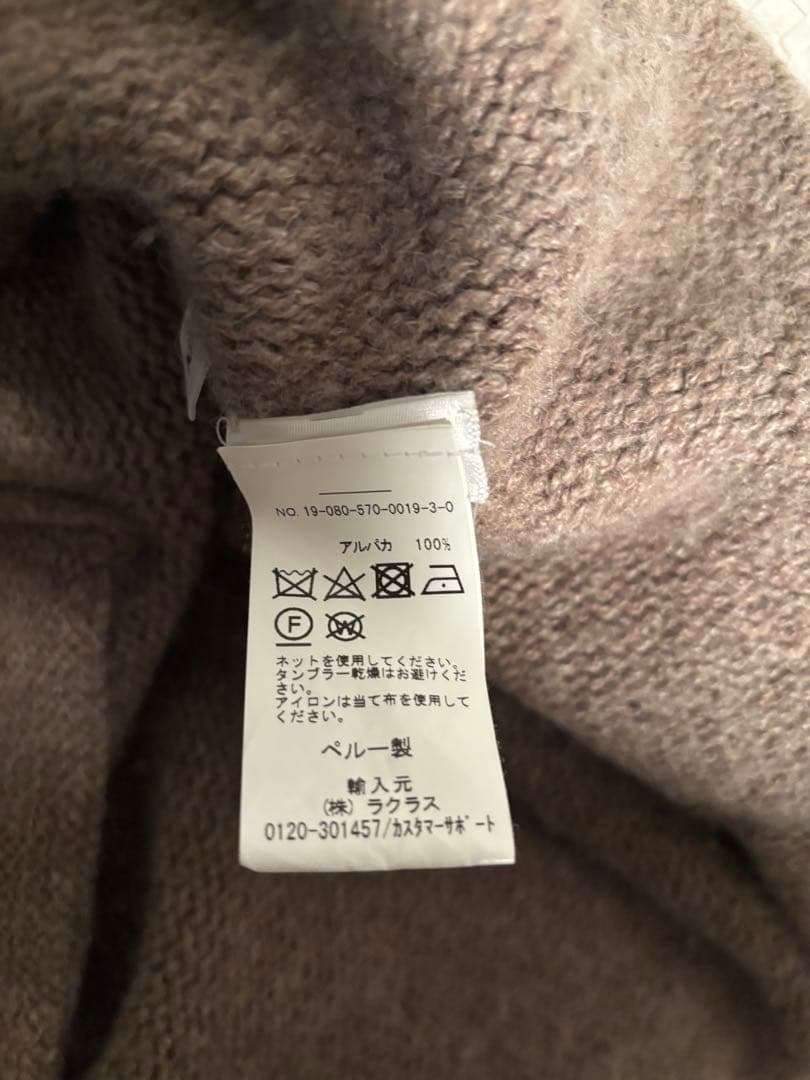 NO. 19-080-570-0019-3-0
アルパカ 100%
F W
ネットを使用してください。
タンブラー乾燥はお避けくだ
さい。
アイロンは当て布を使用して
ください。
ペルー製
輸入元
(株) ラクラス
0120-301457/カスタマーサポート